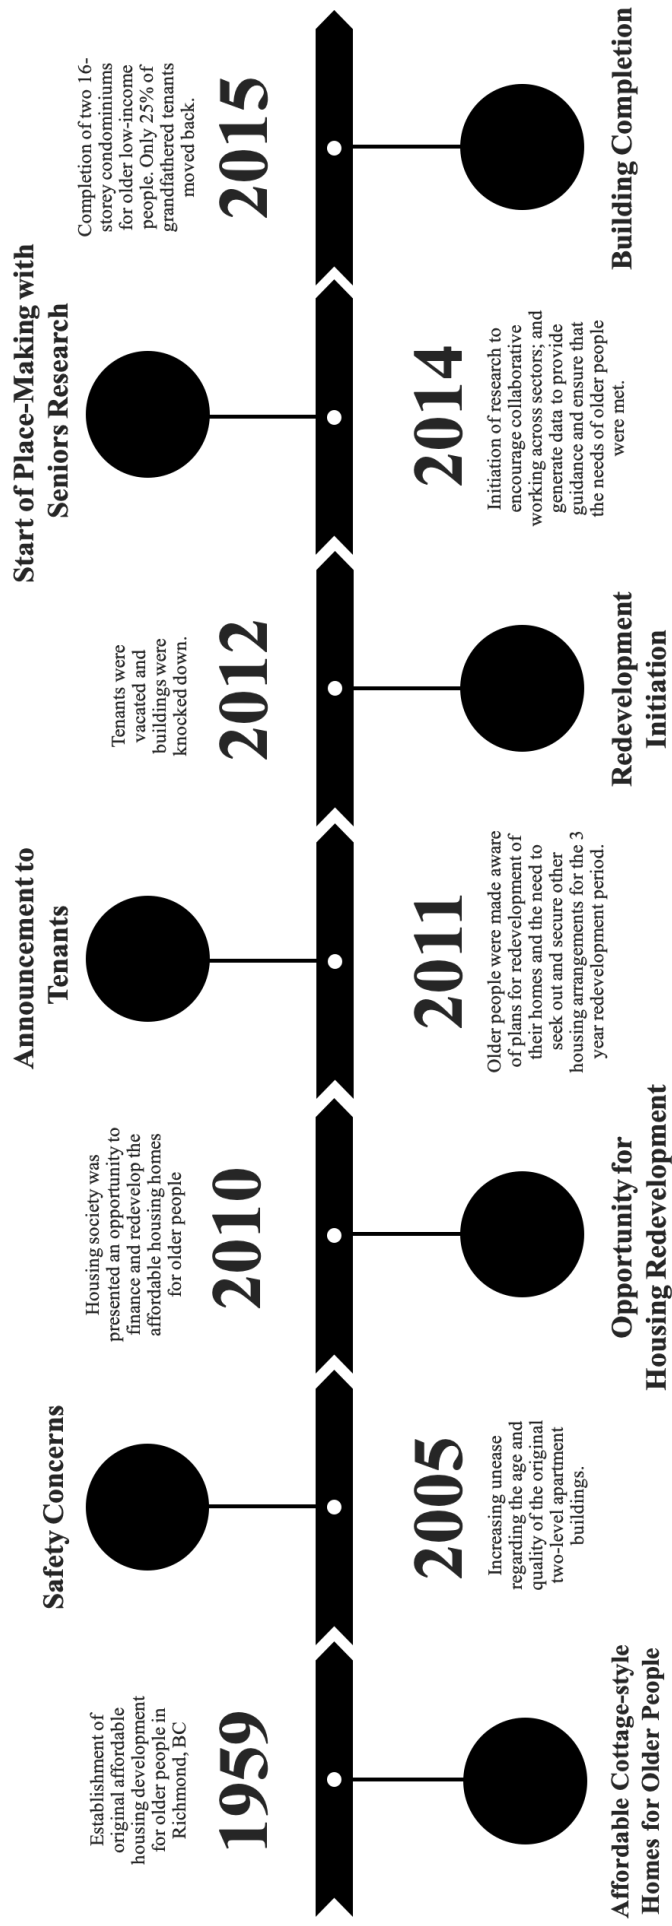 Establishment of
original affordable
housing development
for older people in
Richmond, BC
1959
Affordable Cottage-style
Homes for Older People
Safety Concerns
2005
Increasing unease
regarding the age and
quality of the original
two-level apartment
buildings.
Housing society was
presented an opportunity to
finance and redevelop the
affordable housing homes
for older people
2010
Opportunity for
Housing Redevelopment
Announcement to
Tenants
2011
Older people were made aware
of plans for redevelopment of
their homes and the need to
seek out and secure other
housing arrangements for the 3
year redevelopment period.
Tenants were
vacated and
buildings were
knocked down.
2012
Redevelopment
Initiation
Start of Place-Making with
Seniors Research
2014
Initiation of research to
encourage collaborative
working across sectors; and
generate data to provide
guidance and ensure that
the needs of older people
were met.
Completion of two 16-
storey condominiums
for older low-income
people. Only 25% of
grandfathered tenants
moved back.
2015
Building Completion